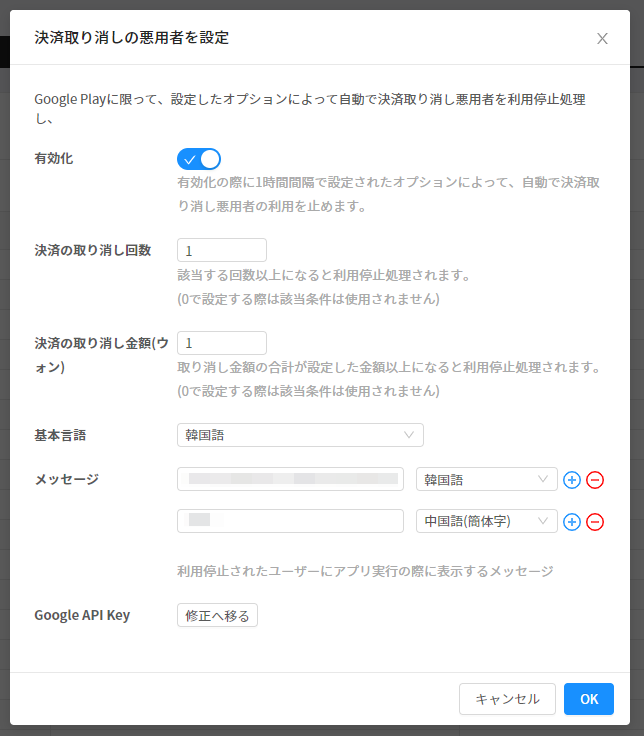 決済取り消しの悪用者を設定
Google Playに限って、設定したオプションによって自動で決済取り消し悪用者を利用停止処理
し、
有効化
有効化の際に1時間間隔で設定されたオプションによって、自動で決済取
り消し悪用者の利用を止めます。
決済の取り消し回数
1
該当する回数以上になると利用停止処理されます。
(0で設定する際は該当条件は使用されません)
決済の取り消し金額(ウ
ォン)
1
取り消し金額の合計が設定した金額以上になると利用停止処理されます。
(0で設定する際は該当条件は使用されません)
基本言語
韓国語
メッセージ
韓国語
中国語(簡体字)
利用停止されたユーザーにアプリ実行の際に表示するメッセージ
Google API Key
修正へ移る
キャンセル
OK